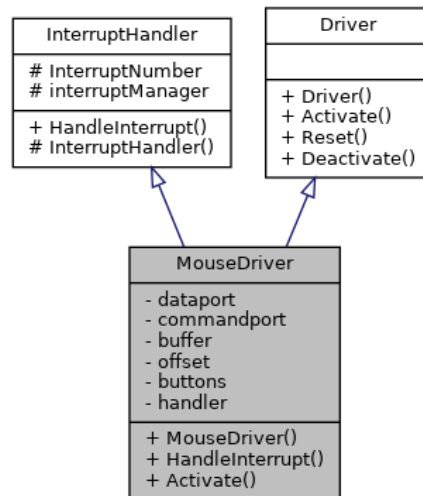 InterruptHandler
# InterruptNumber
# interruptManager
+ HandleInterrupt()
# InterruptHandler()
Driver
+ Driver()
+ Activate()
+ Reset()
+ Deactivate()
MouseDriver
- dataport
- commandport
- buffer
- offset
- buttons
- handler
+ MouseDriver()
+ HandleInterrupt()
+ Activate()